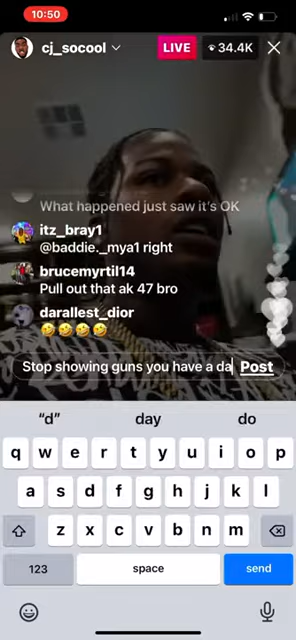 10:50
cj_socool
LIVE
34.4K
What happened just saw it's OK
itz_bray1
@baddie._mya1 right
brucemyrtil14
Pull out that ak 47 bro
darallest_dior
🤣🤣🤣🤣
Stop showing guns you have a da Post
“d” day do
q w e r t y u i o p
a s d f g h j k l
z x c v b n m
123 space send